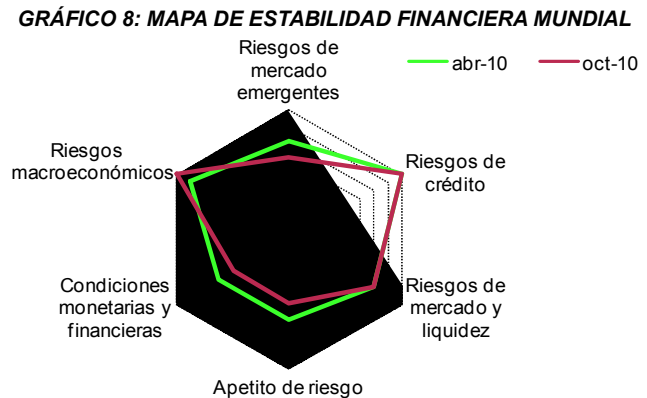 GRÁFICO 8: MAPA DE ESTABILIDAD FINANCIERA MUNDIAL
Riesgos de
mercado
emergentes
abr-10
oct-10
Riesgos
macroeconómicos
Riesgos de
crédito
Condiciones
monetarias y
financieras
Riesgos de
mercado y
liquidez
Apetito de riesgo